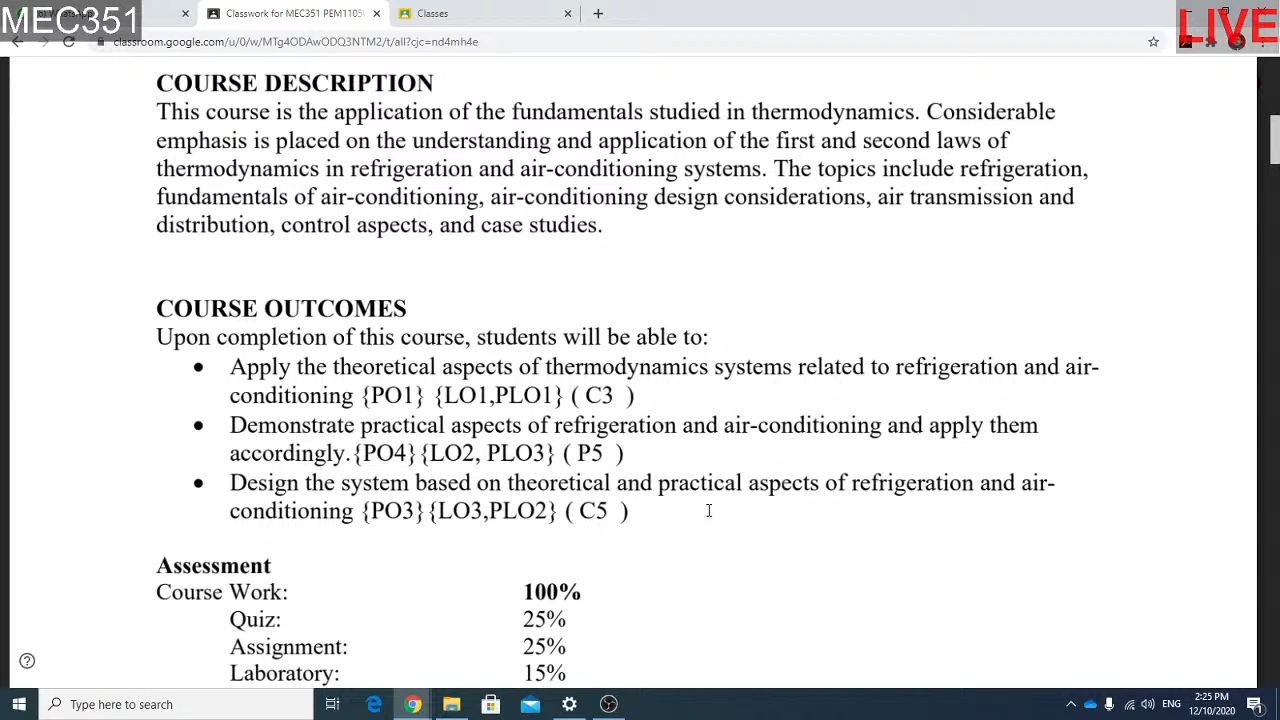 MEC351
WhatsApp
Classwork for MEC351 PEM1105
Classes
LIVE
classroom.google.com/u/0/w/MTg4ODAwODQ3NTM2/t/all?cjc=nd4mh4e
COURSE DESCRIPTION
This course is the application of the fundamentals studied in thermodynamics. Considerable
emphasis is placed on the understanding and application of the first and second laws of
thermodynamics in refrigeration and air-conditioning systems. The topics include refrigeration,
fundamentals of air-conditioning, air-conditioning design considerations, air transmission and
distribution, control aspects, and case studies.
COURSE OUTCOMES
Upon completion of this course, students will be able to:
• Apply the theoretical aspects of thermodynamics systems related to refrigeration and air-
conditioning {PO1} {LO1,PLO1} ( C3 )
• Demonstrate practical aspects of refrigeration and air-conditioning and apply them
accordingly.{PO4}{LO2, PLO3} ( P5 )
• Design the system based on theoretical and practical aspects of refrigeration and air-
conditioning {PO3}{LO3,PLO2} ( C5 )
Assessment
Course Work: 100%
Quiz: 25%
Assignment: 25%
Laboratory: 15%
Type here to search
ENG
2:25 PM
12/10/2020